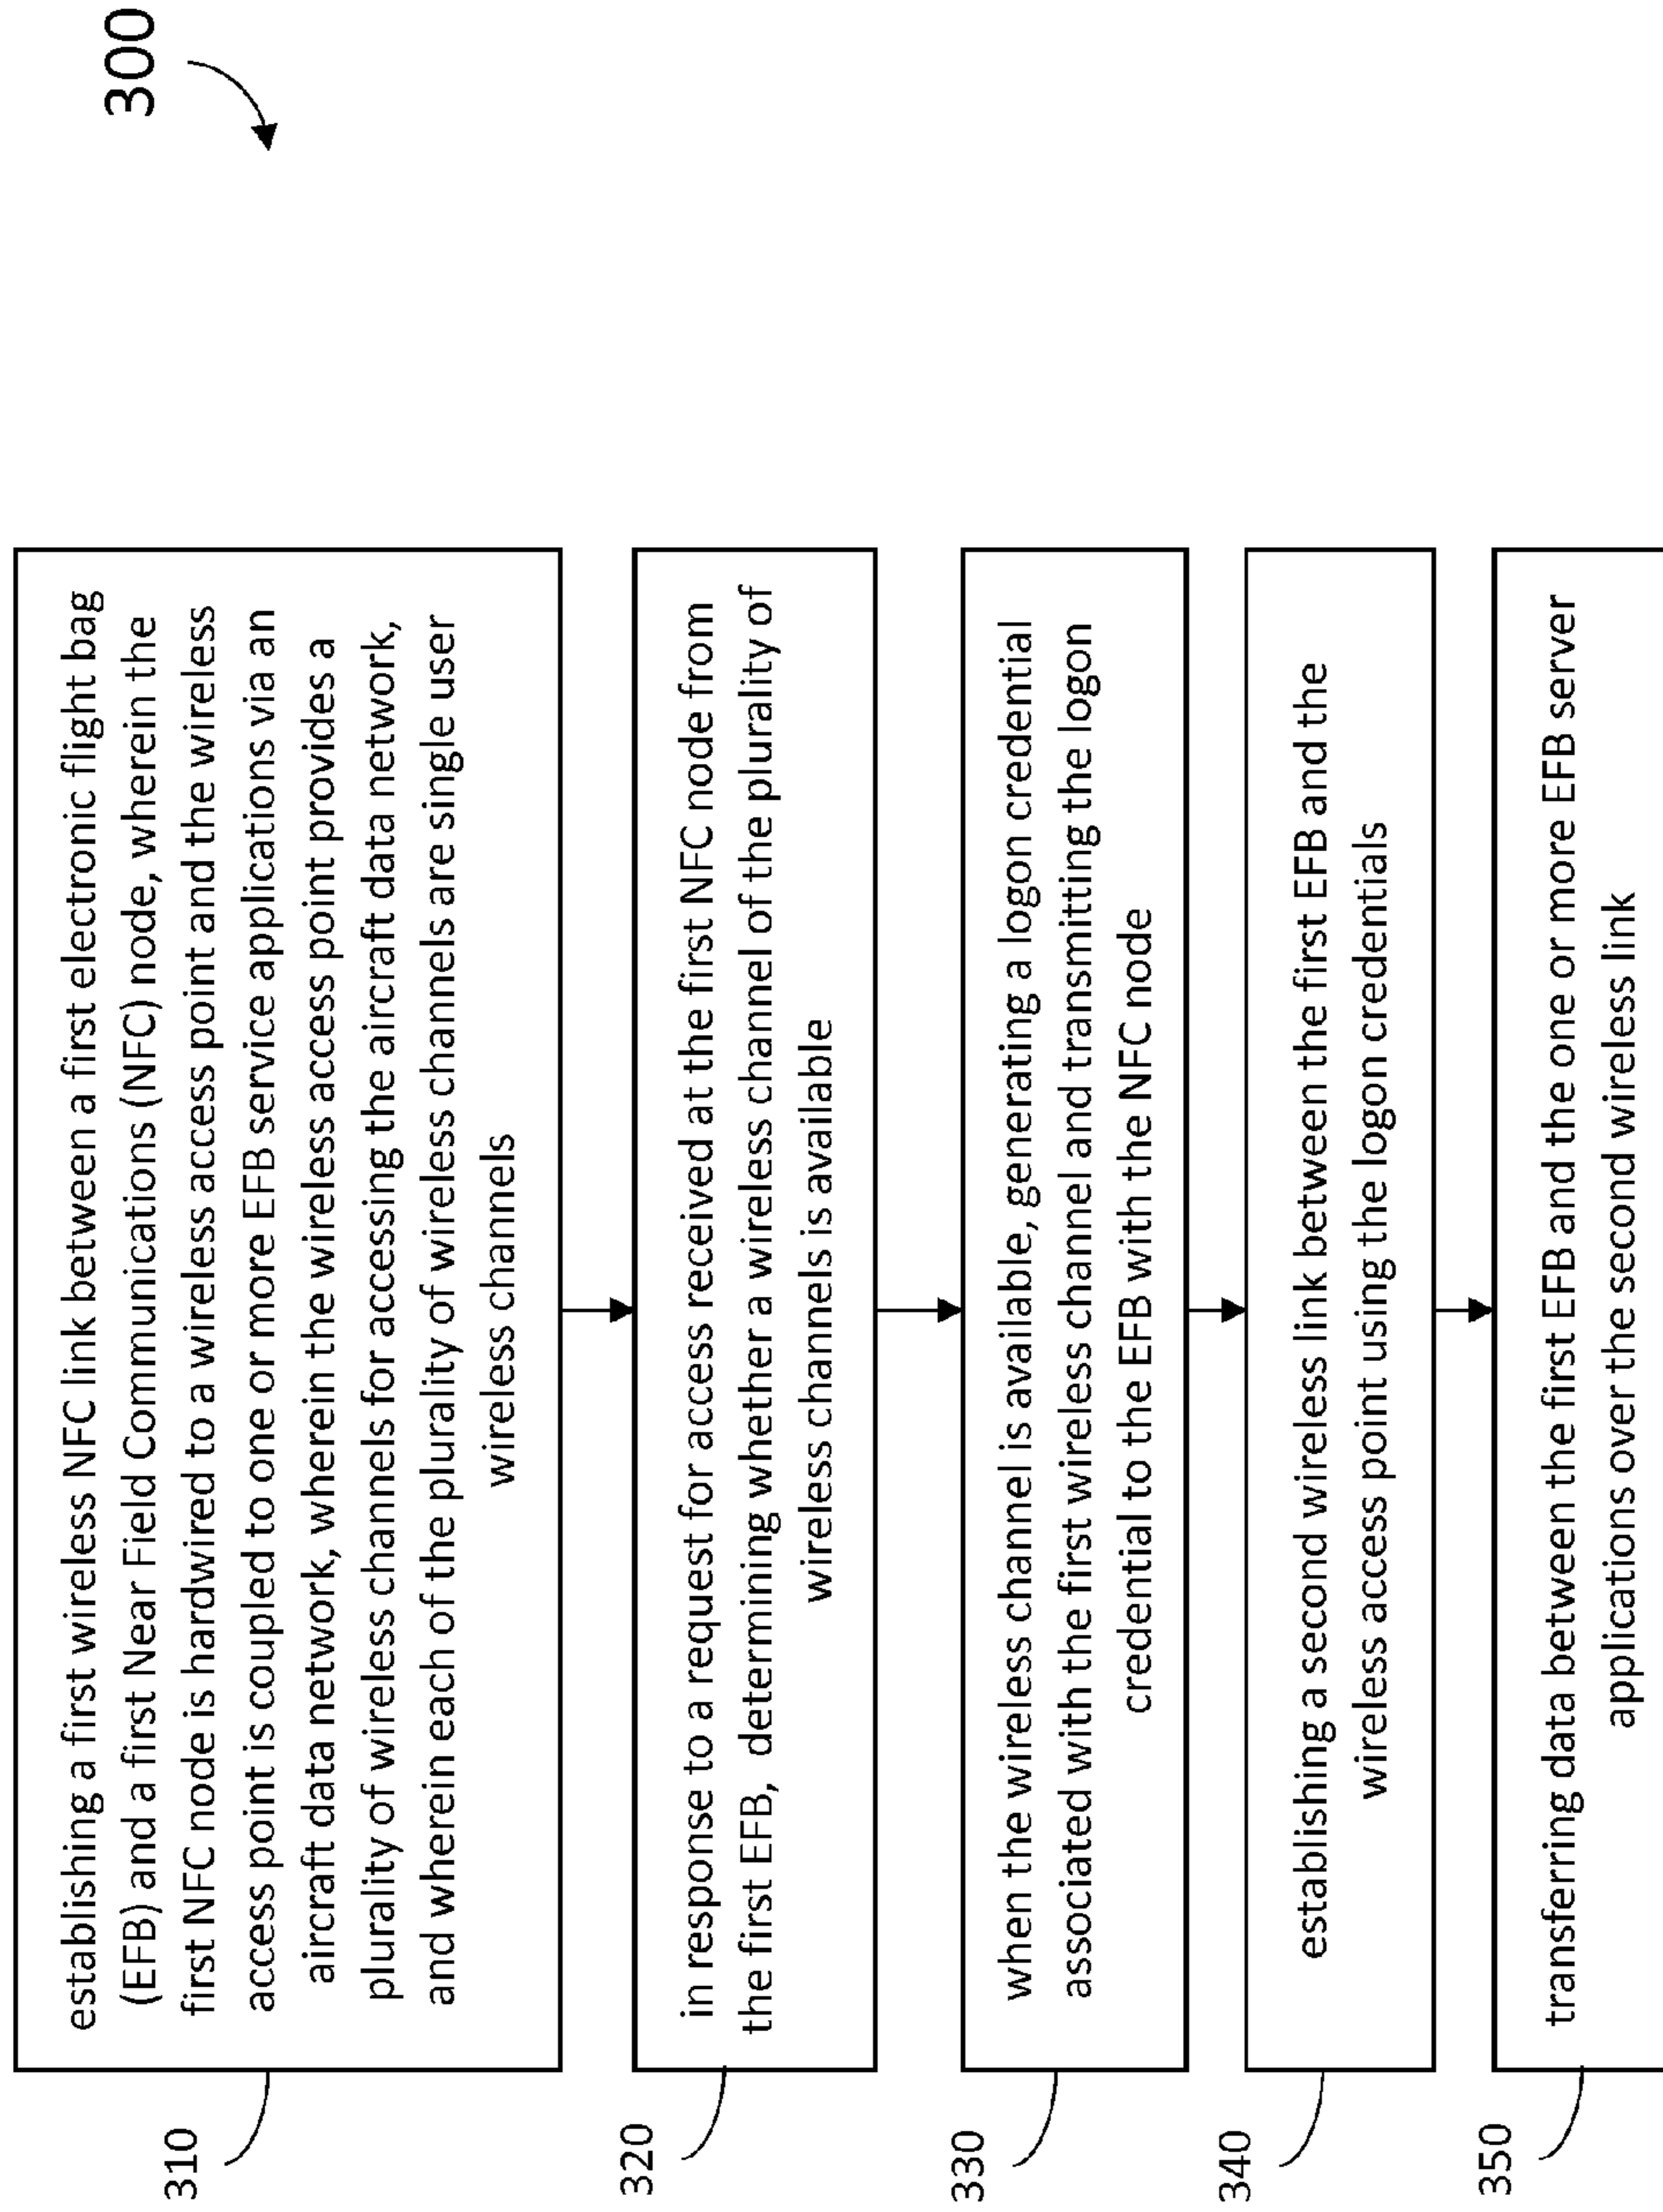 300
310
establishing a first wireless NFC link between a first electronic flight bag
(EFB) and a first Near Field Communications (NFC) node, wherein the
first NFC node is hardwired to a wireless access point and the wireless
access point is coupled to one or more EFB service applications via an
aircraft data network, wherein the wireless access point provides a
plurality of wireless channels for accessing the aircraft data network,
and wherein each of the plurality of wireless channels are single user
wireless channels
320
in response to a request for access received at the first NFC node from
the first EFB, determining whether a wireless channel of the plurality of
wireless channels is available
330
when the wireless channel is available, generating a logon credential
associated with the first wireless channel and transmitting the logon
credential to the EFB with the NFC node
340
establishing a second wireless link between the first EFB and the
wireless access point using the logon credentials
350
transferring data between the first EFB and the one or more EFB server
applications over the second wireless link